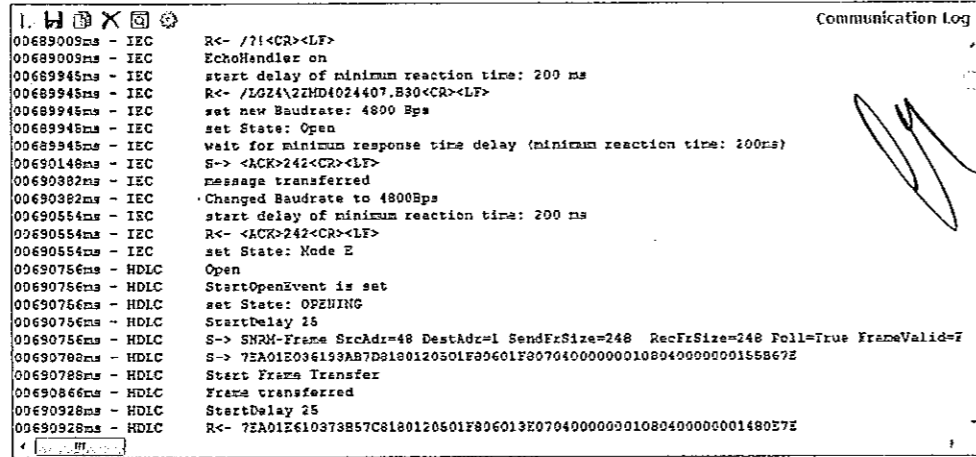 Communication Log
00689009ms - IEC R<- /?!<CR><LF>
00689009ms - IEC EchoHandler on
00689945ms - IEC start delay of minimum reaction time: 200 ms
00689945ms - IEC R<- /LGZ4\2ZMD4024407.B30<CR><LF>
00689945ms - IEC set new Baudrate: 4800 Bps
00689945ms - IEC set State: Open
00689945ms - IEC wait for minimum response time delay (minimum reaction time: 200ms)
00690148ms - IEC S-> <ACK>242<CR><LF>
00690382ms - IEC message transferred
00690382ms - IEC Changed Baudrate to 4800Bps
00690554ms - IEC start delay of minimum reaction time: 200 ms
00690554ms - IEC R<- <ACK>242<CR><LF>
00690554ms - IEC set State: Mode E
00690756ms - HDLC Open
00690756ms - HDLC StartOpenEvent is set
00690756ms - HDLC set State: OPENING
00690756ms - HDLC StartDelay 25
00690756ms - HDLC S-> SNRM-Frame SrcAdr=48 DestAdr=1 SendFrSize=248 RecFrSize=248 Poll=True
00690788ms - HDLC S->
00690788ms - HDLC Start Frame Transfer
00690866ms - HDLC Frame transferred
00690928ms - HDLC StartDelay 25
00690928ms - HDLC R<-